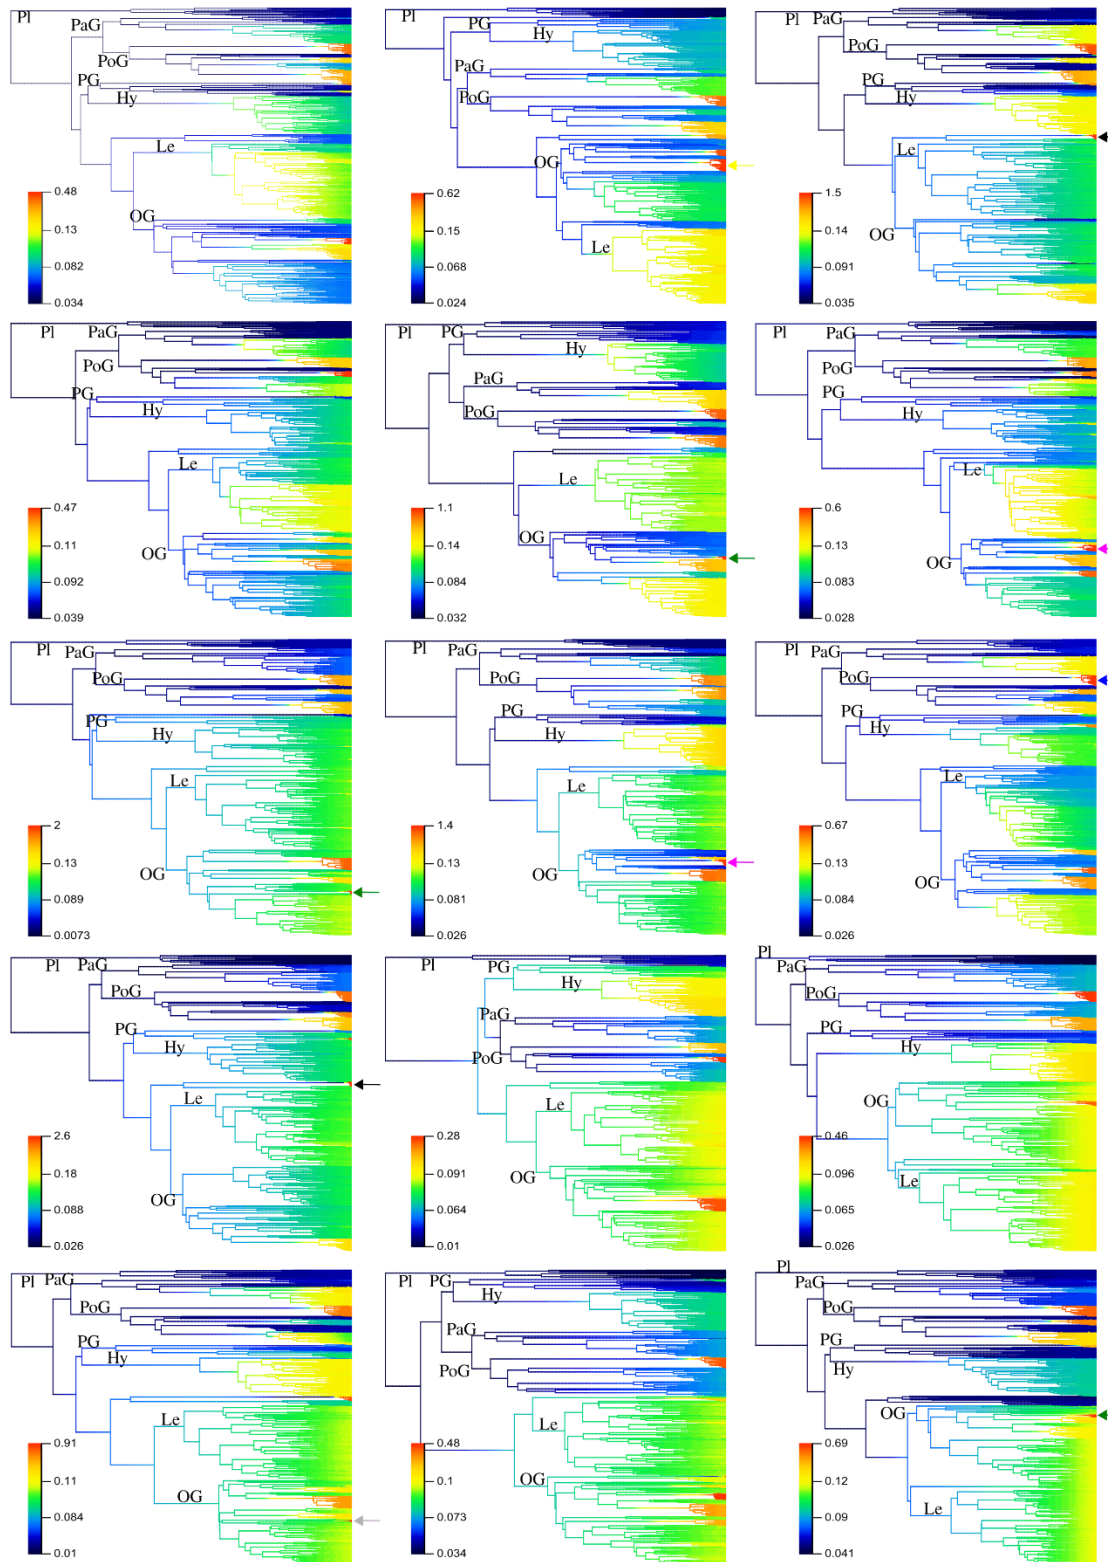 Pl
PaG
PoG
PG
Hy
Le
OG
0.48
0.13
0.082
0.034
Pl
PG
Hy
PaG
PoG
OG
Le
0.62
0.15
0.068
0.024
Pl
PaG
PoG
PG
Hy
Le
OG
1.5
0.14
0.091
0.035
Pl
PaG
PoG
PG
Hy
Le
OG
0.47
0.11
0.092
0.039
Pl
PG
Hy
PaG
PoG
Le
OG
1.1
0.14
0.084
0.032
Pl
PaG
PoG
PG
Hy
Le
OG
0.6
0.13
0.083
0.028
Pl
PaG
PoG
PG
Hy
Le
OG
2
0.13
0.089
0.0073
Pl
PaG
PoG
PG
Hy
Le
OG
1.4
0.13
0.081
0.026
Pl
PaG
PoG
PG
Hy
Le
OG
0.67
0.13
0.084
0.026
Pl
PaG
PoG
PG
Hy
Le
OG
2.6
0.18
0.088
0.026
Pl
PG
Hy
PaG
PoG
Le
OG
0.28
0.091
0.064
0.01
Pl
PaG
PoG
PG
Hy
OG
Le
0.46
0.096
0.065
0.026
Pl
PaG
PoG
PG
Hy
Le
OG
0.91
0.11
0.084
0.01
Pl
PG
Hy
PaG
PoG
Le
OG
0.48
0.1
0.073
0.034
Pl
PaG
PoG
PG
Hy
OG
Le
0.69
0.12
0.09
0.041